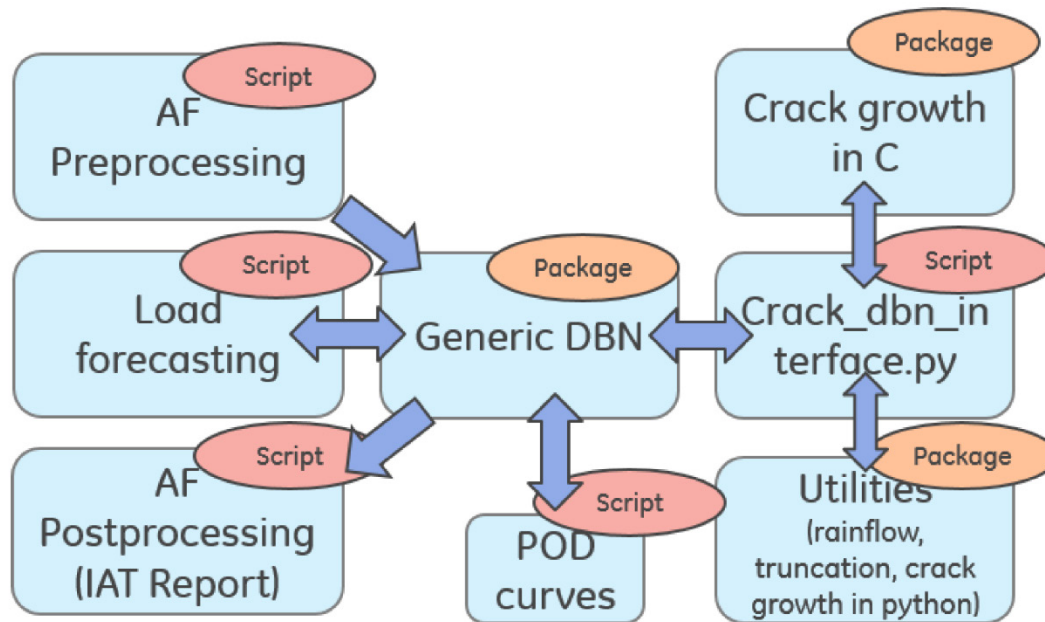 Script
AF
Preprocessing
Package
Crack growth
in C
Script
Load
forecasting
Package
Generic DBN
Script
Crack_dbn_in
terface.py
Script
AF
Postprocessing
(IAT Report)
Script
POD
curves
Package
Utilities
(rainflow,
truncation, crack
growth in python)